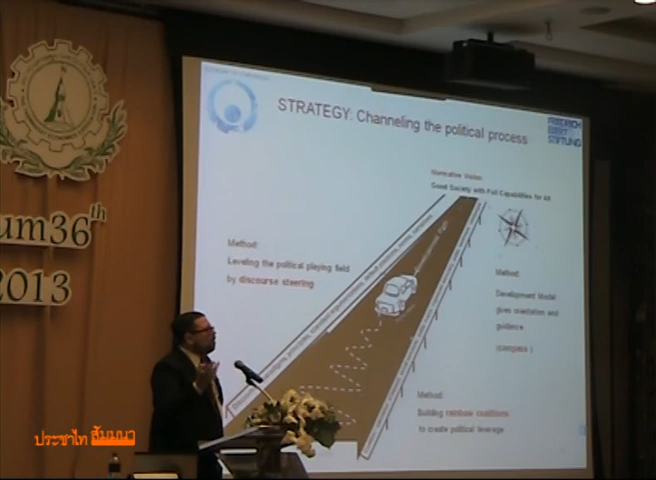 STRATEGY: Channeling the political process
FRIEDRICH
EBERT
STIFTUNG
Normative Vision:
Good Society with Full Capabilities for All
um36th
2013
Method:
Leveling the political playing field
by discourse steering
Method:
Development Model
gives orientation and
guidance
(compass )
Method:
Building rainbow coalitions
to create political leverage
ประชาไท